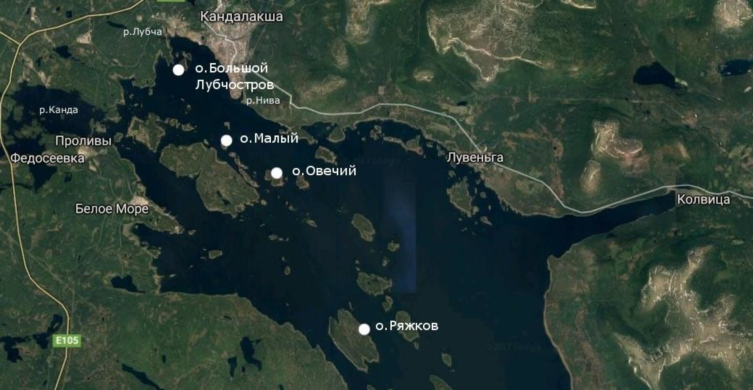 Кандалакша
р.Лубча
о.Большой
Лубчостров
р.Нива
р.Канда
Проливы
о.Малый
Федосеевка
Лувеньга
о.Овечий
Колвица
Белое Море
о.Ряжков
E105